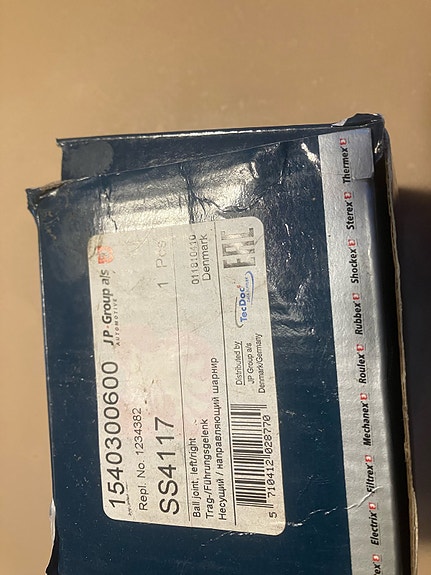 1540300600
JP Group a/s
AUTOMOTIVE
Repl. No. 1234382
SS4117
1 Pcs
Ball joint, left/right
Trag-/Führungsgelenk
Несущий / направляющий шарнир
Denmark
EAC
5 710412 028770
Distributed by
JP Group a/s
Denmark/Germany
TecDoc
Electrix Filtrex Mechanex Roulex Rubbex Shockex Sterex Thermex